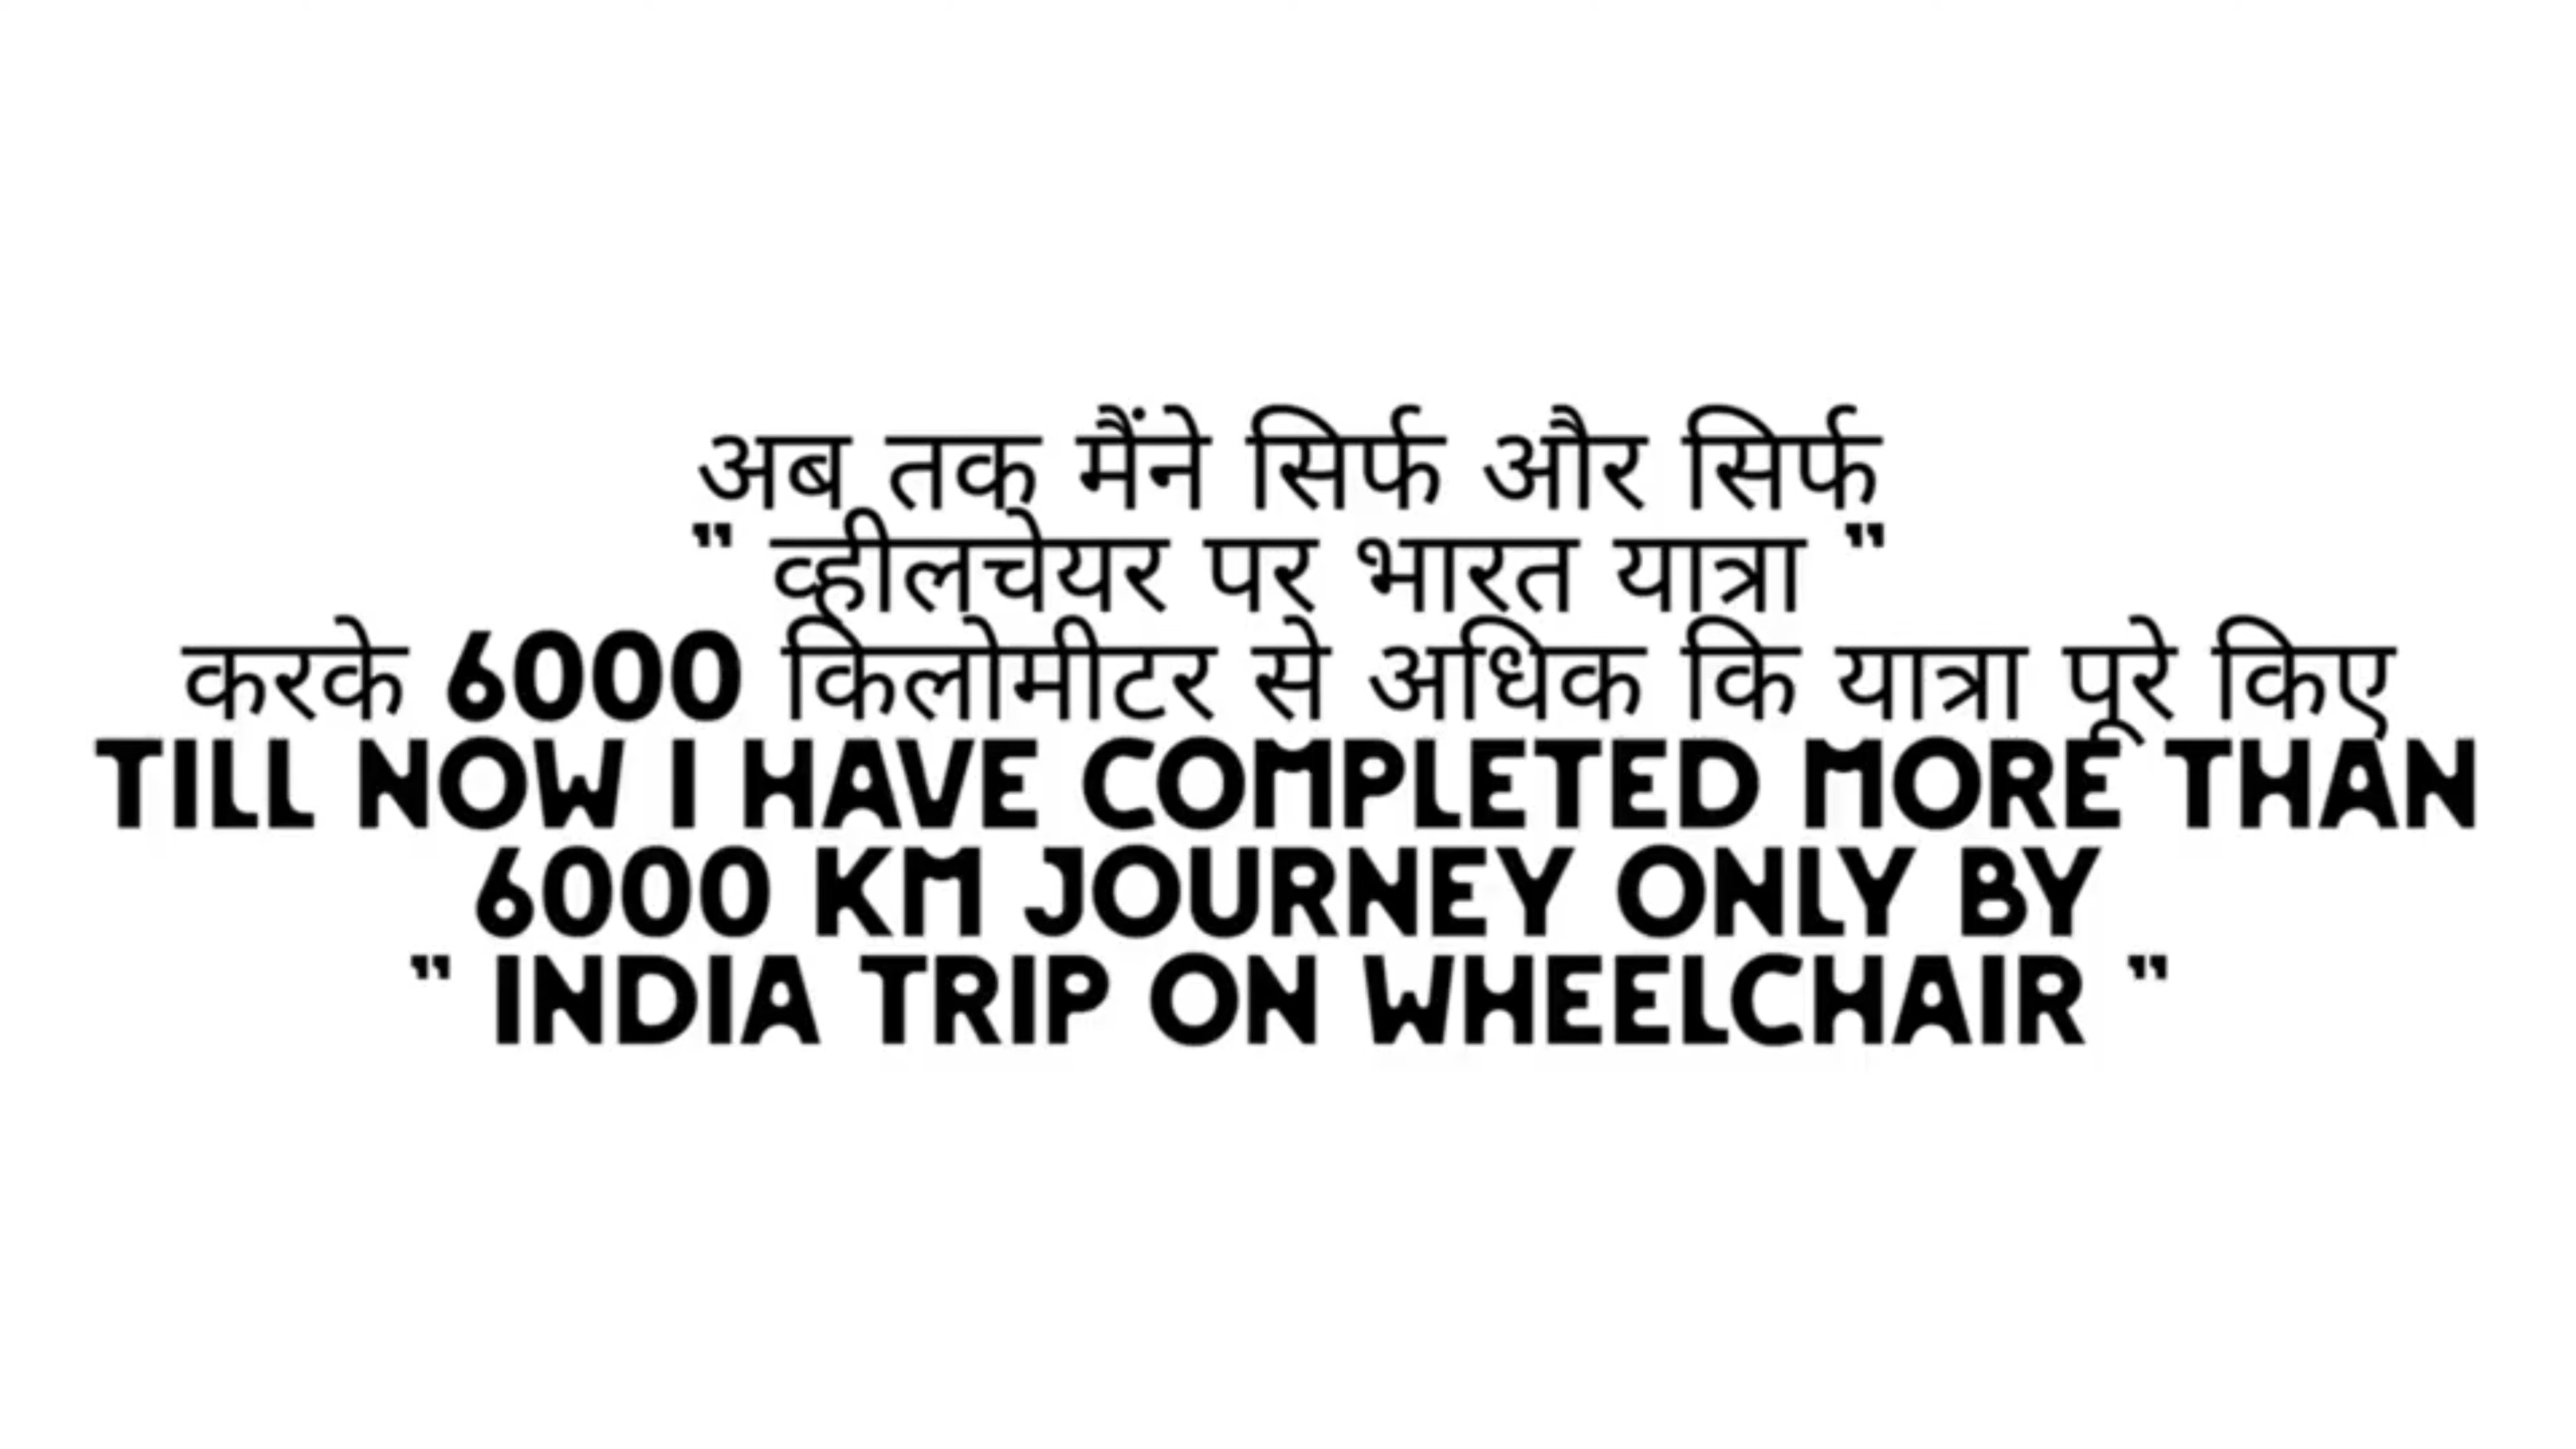 अब तक मैंने सिर्फ और सिर्फ
" व्हीलचेयर पर भारत यात्रा "
करके 6000 किलोमीटर से अधिक कि यात्रा पूरे किए
TILL NOW I HAVE COMPLETED MORE THAN
6000 KM JOURNEY ONLY BY
" INDIA TRIP ON WHEELCHAIR "